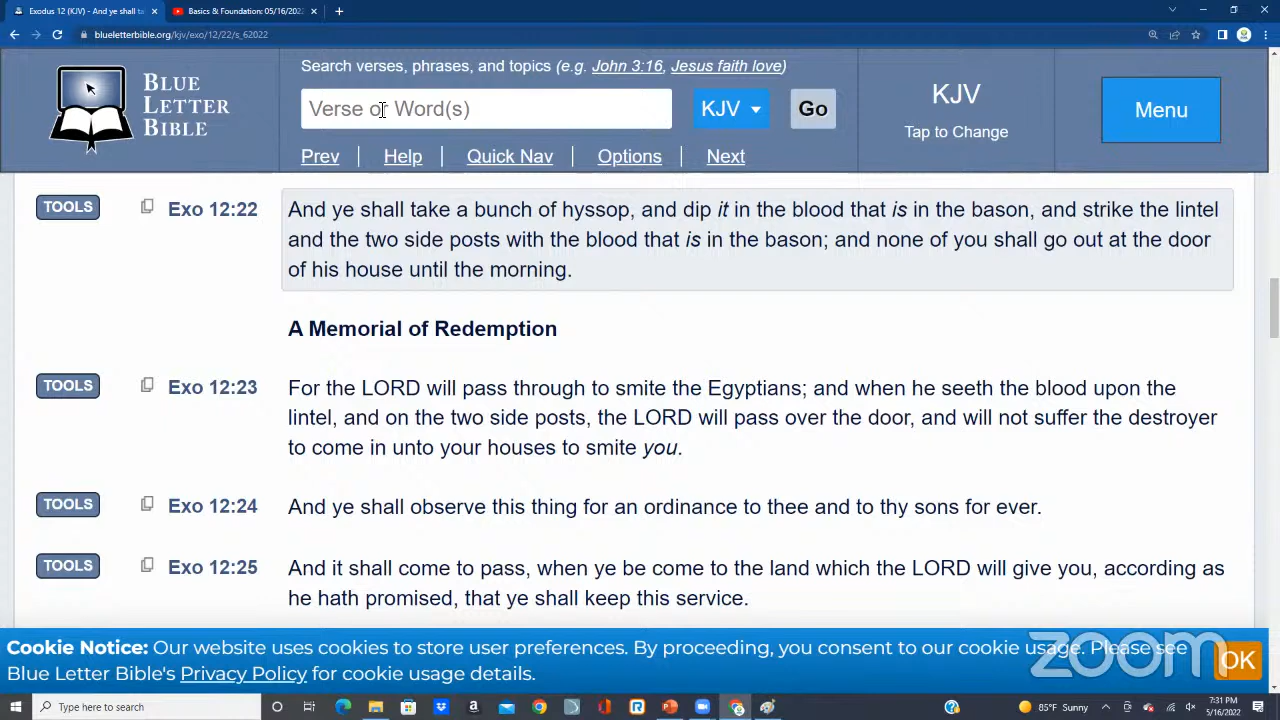 Exodus 12 (KJV) - And ye shall ta
Basics & Foundation: 05/16/202
blueletterbible.org/kjv/exo/12/22/s_62022
BLUE
LETTER
BIBLE
Search verses, phrases, and topics (e.g. John 3:16, Jesus faith love)
Verse or Word(s)
KJV
Go
Prev
Help
Quick Nav
Options
Next
KJV
Tap to Change
Menu
TOOLS
Exo 12:22
And ye shall take a bunch of hyssop, and dip it in the blood that is in the bason, and strike the lintel
and the two side posts with the blood that is in the bason; and none of you shall go out at the door
of his house until the morning.
A Memorial of Redemption
TOOLS
Exo 12:23
For the LORD will pass through to smite the Egyptians; and when he seeth the blood upon the
lintel, and on the two side posts, the LORD will pass over the door, and will not suffer the destroyer
to come in unto your houses to smite you.
TOOLS
Exo 12:24
And ye shall observe this thing for an ordinance to thee and to thy sons for ever.
TOOLS
Exo 12:25
And it shall come to pass, when ye be come to the land which the LORD will give you, according as
he hath promised, that ye shall keep this service.
Cookie Notice: Our website uses cookies to store user preferences. By proceeding, you consent to our cookie usage. Please see
Blue Letter Bible's Privacy Policy for cookie usage details.
OK
zoom
Type here to search
85°F Sunny
7:31 PM
5/16/2022